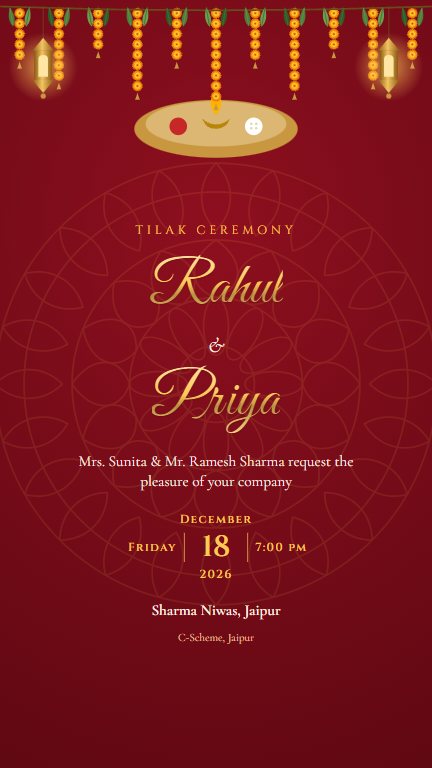 TILAK CEREMONY
Rahul
&
Priya
Mrs. Sunita & Mr. Ramesh Sharma request the
pleasure of your company
December
Friday 18 7:00 pm
2026
Sharma Niwas, Jaipur
C-Scheme, Jaipur